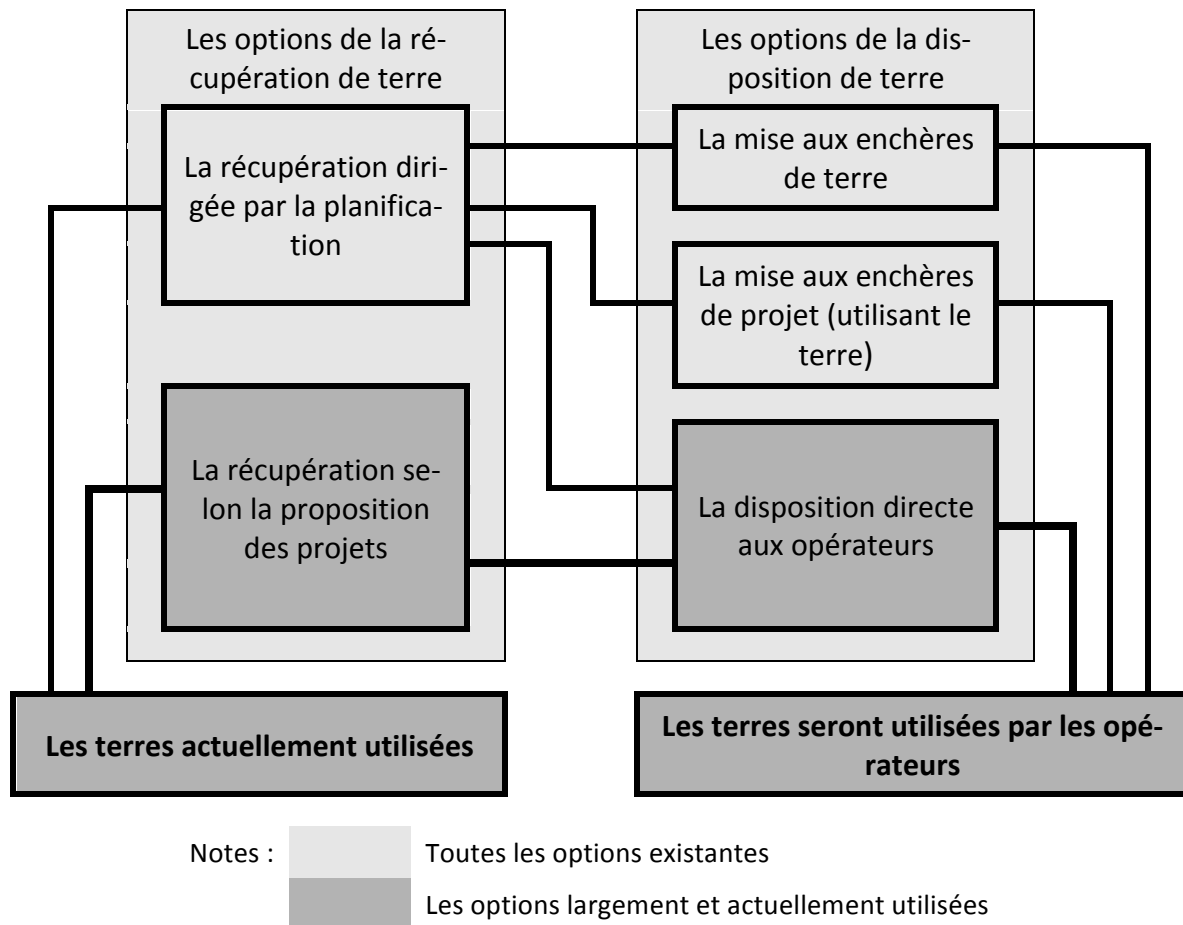 Les options de la ré-
cupération de terre
La récupération diri-
gée par la planifica-
tion
La récupération se-
lon la proposition
des projets
Les options de la dis-
position de terre
La mise aux enchères
de terre
La mise aux enchères
de projet (utilisant le
terre)
La disposition directe
aux opérateurs
Les terres actuellement utilisées
Les terres seront utilisées par les opé-
rateurs
Notes :
Toutes les options existantes
Les options largement et actuellement utilisées